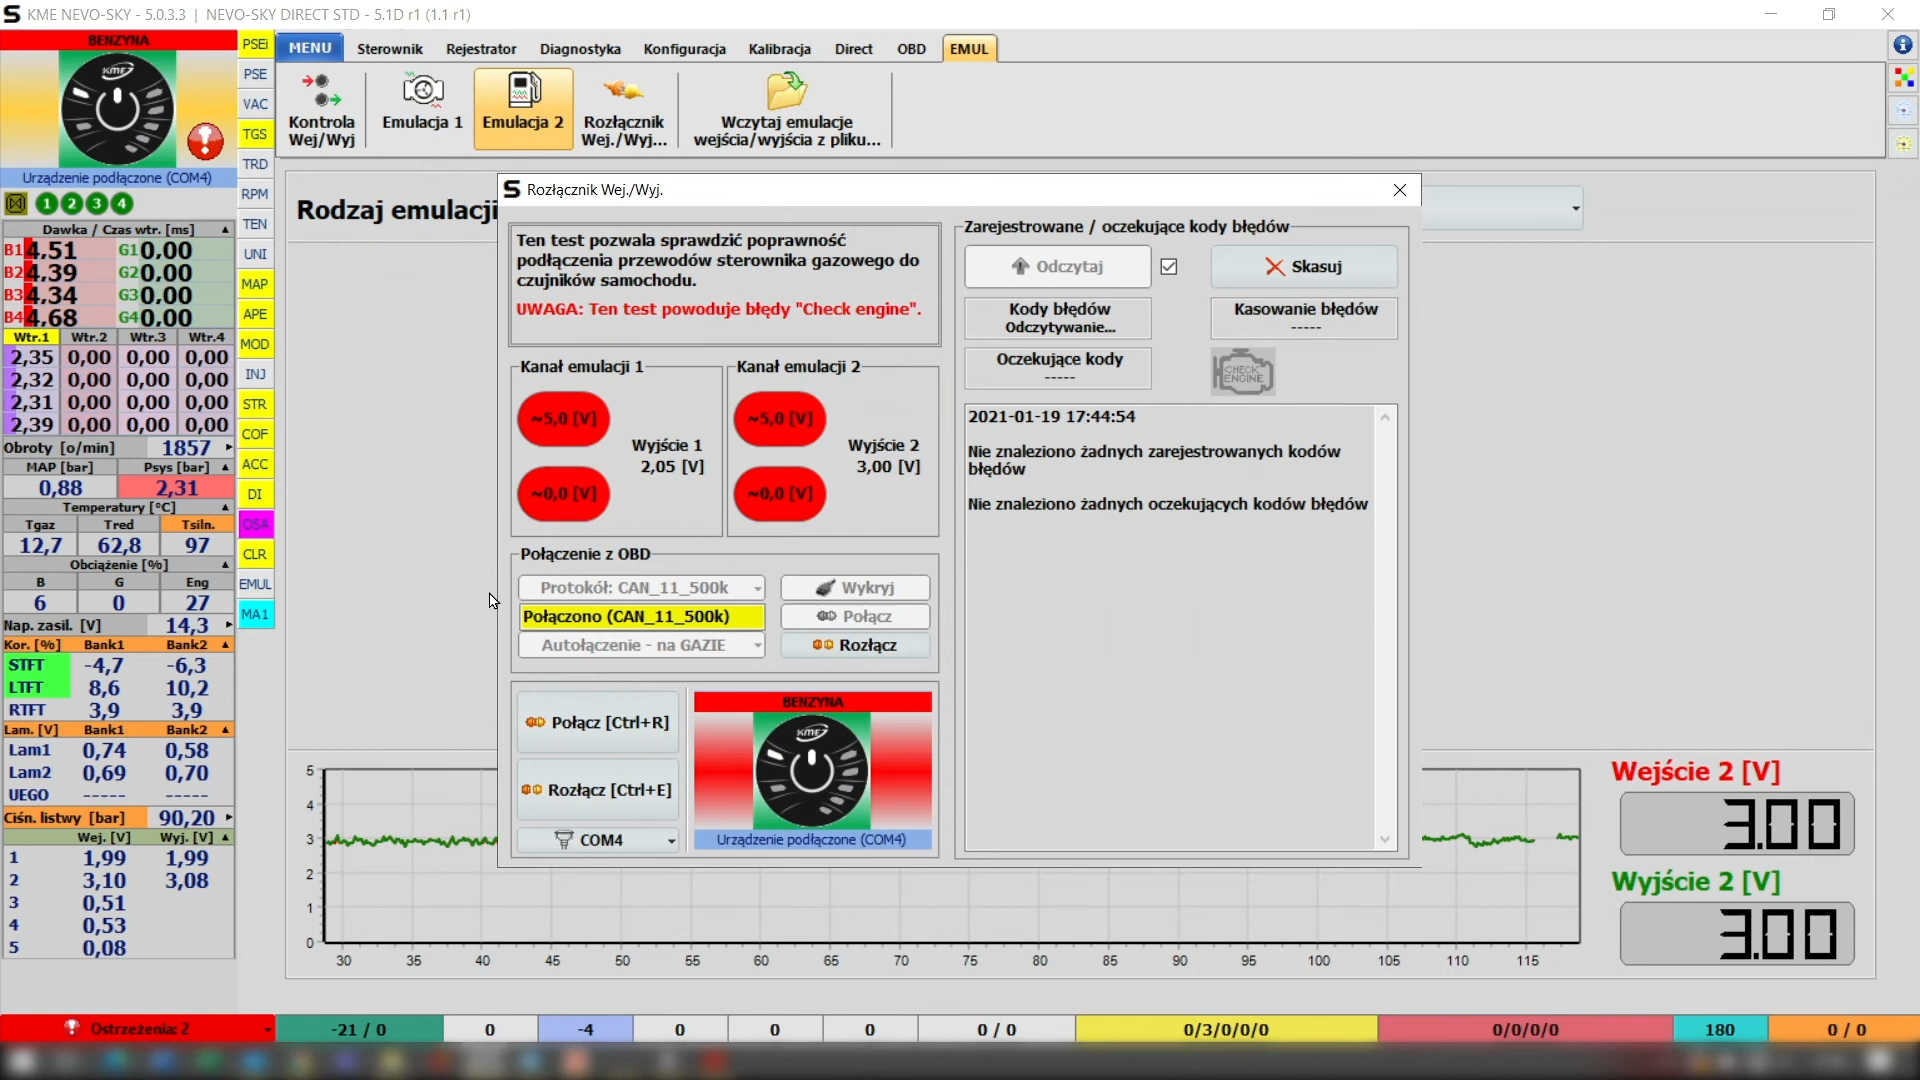 KME NEVO-SKY - 5.0.3.3 | NEVO-SKY DIRECT STD - 5.1D r1 (1.1 r1)
BENZYNA
KME
Urządzenie podłączone (COM4)
1 2 3 4
Dawka / Czas wtr. [ms]
B1 4,51 G1 0,00
B2 4,39 G2 0,00
B3 4,34 G3 0,00
B4 4,68 G4 0,00
Wtr.1 Wtr.2 Wtr.3 Wtr.4
2,35 0,00 0,00 0,00
2,32 0,00 0,00 0,00
2,31 0,00 0,00 0,00
2,39 0,00 0,00 0,00
Obroty [o/min] 1857
MAP [bar] Psys [bar]
0,88 2,31
Temperatury [°C]
Tgaz Tred Tsiln.
12,7 62,8 97
Obciążenie [%]
B G Eng
6 0 27
Nap. zasil. [V] 14,3
Kor. [%] Bank1 Bank2
STFT -4,7 -6,3
LTFT 8,6 10,2
RTFT 3,9 3,9
Lam. [V] Bank1 Bank2
Lam1 0,74 0,58
Lam2 0,69 0,70
UEGO ----- -----
Ciśn. listwy [bar] 90,20
Wej. [V] Wyj. [V]
1 1,99 1,99
2 3,10 3,08
3 0,51
4 0,53
5 0,08
PSEi
PSE
VAC
TGS
TRD
RPM
TEN
UNI
MAP
APE
MOD
INJ
STR
COF
ACC
DI
OSA
CLR
EMUL
MA1
MENU Sterownik Rejestrator Diagnostyka Konfiguracja Kalibracja Direct OBD EMUL
Kontrola
Wej/Wyj
Emulacja 1
Emulacja 2
Rozłącznik
Wej./Wyj...
Wczytaj emulacje
wejścia/wyjścia z pliku...
Rodzaj emulacji
Rozłącznik Wej./Wyj.
Ten test pozwala sprawdzić poprawność
podłączenia przewodów sterownika gazowego do
czujników samochodu.
UWAGA: Ten test powoduje błędy "Check engine".
Kanał emulacji 1
~5,0 [V]
~0,0 [V]
Wyjście 1
2,05 [V]
Kanał emulacji 2
~5,0 [V]
~0,0 [V]
Wyjście 2
3,00 [V]
Połączenie z OBD
Protokół: CAN_11_500k
Wykryj
Połączono (CAN_11_500k)
Połącz
Autołączenie - na GAZIE
Rozłącz
Połącz [Ctrl+R]
Rozłącz [Ctrl+E]
COM4
BENZYNA
KME
Urządzenie podłączone (COM4)
Zarejestrowane / oczekujące kody błędów
Odczytaj
Skasuj
Kody błędów
Odczytywanie...
Kasowanie błędów
-----
Oczekujące kody
-----
CHECK
ENGINE
2021-01-19 17:44:54
Nie znaleziono żadnych zarejestrowanych kodów
błędów
Nie znaleziono żadnych oczekujących kodów błędów
5
4
3
2
1
0
30 35 40 45 50 55 60 65 70 75 80 85 90 95 100 105 110 115
Wejście 2 [V]
3.00
Wyjście 2 [V]
3.00
Ostrzeżenia: 2
-21 / 0 0 -4 0 0 0 0 / 0 0/3/0/0/0 0/0/0/0 180 0 / 0